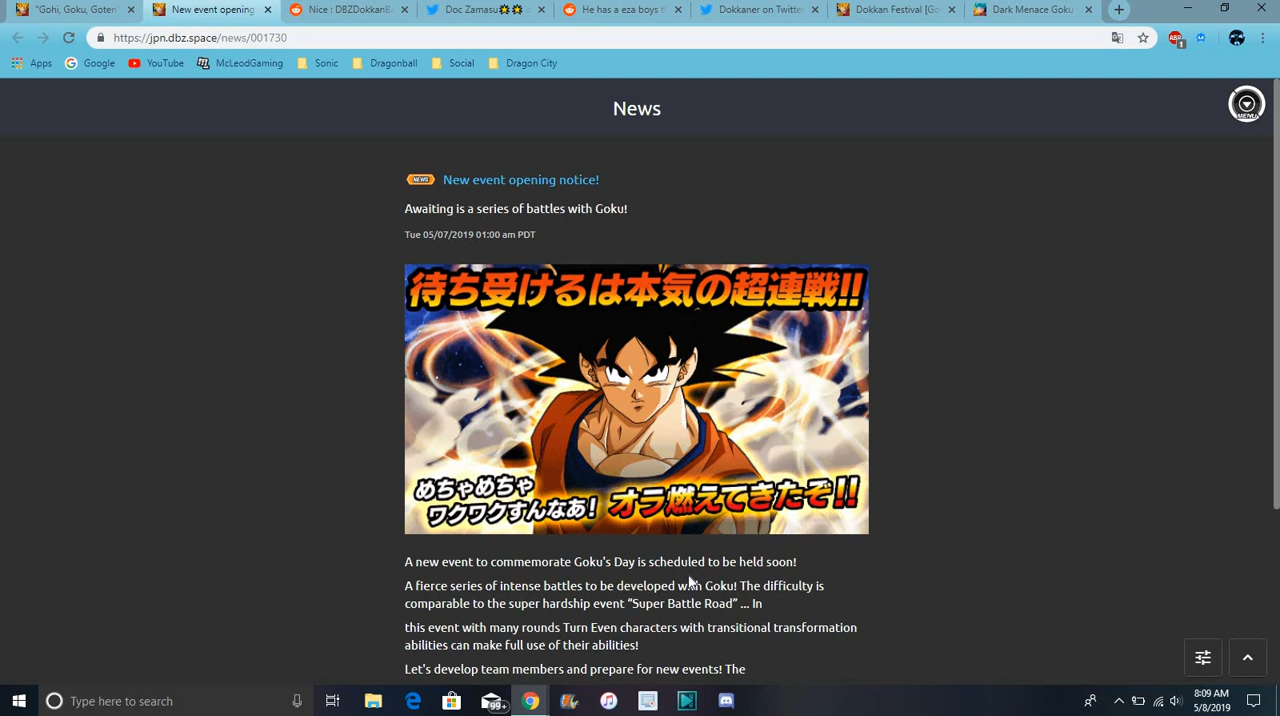 "Gohi, Goku, Goten
New event opening
Nice : DBZDokkanBa
Doc Zamasu
He has a eza boys t
Dokkaner on Twitter
Dokkan Festival [Go
Dark Menace Goku
https://jpn.dbz.space/news/001730
ABP
1
Apps
Google
YouTube
McLeodGaming
Sonic
Dragonball
Social
Dragon City
News
MENU
NEWS New event opening notice!
Awaiting is a series of battles with Goku!
Tue 05/07/2019 01:00 am PDT
待ち受けるは本気の超連戦!!
めちゃめちゃ
ワクワクすんなあ!
オラ燃えてきたぞ!!
A new event to commemorate Goku's Day is scheduled to be held soon!
A fierce series of intense battles to be developed with Goku! The difficulty is
comparable to the super hardship event “Super Battle Road” ... In
this event with many rounds Turn Even characters with transitional transformation
abilities can make full use of their abilities!
Let's develop team members and prepare for new events! The
Type here to search
99+
8:09 AM
5/8/2019